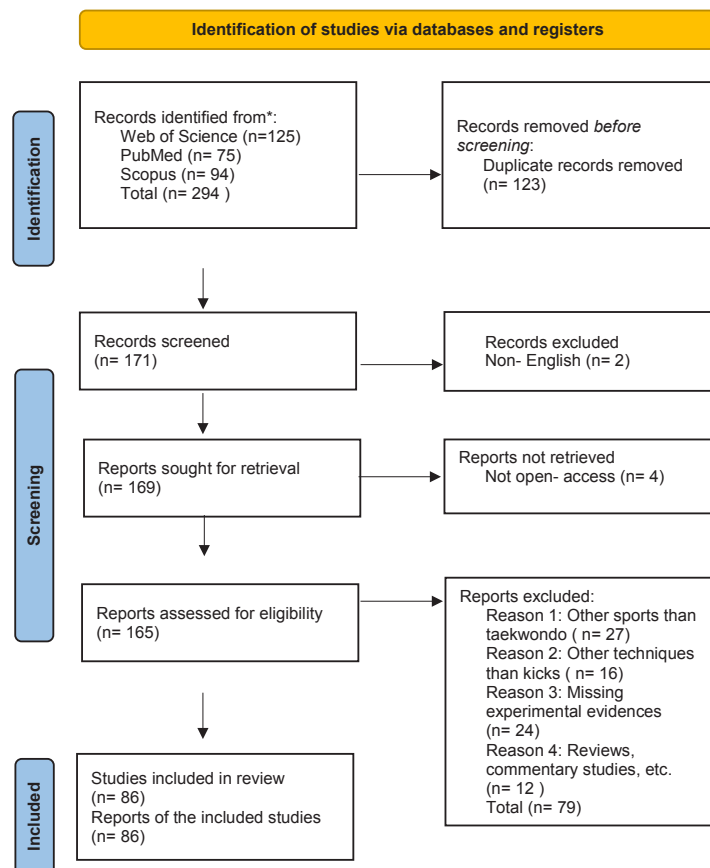 Identification of studies via databases and registers
Identification
Records identified from*:
Web of Science (n=125)
PubMed (n= 75)
Scopus (n= 94)
Total (n= 294 )
Records removed before
screening:
Duplicate records removed
(n= 123)
Screening
Records screened
(n= 171)
Records excluded
Non- English (n= 2)
Reports sought for retrieval
(n= 169)
Reports not retrieved
Not open- access (n= 4)
Reports assessed for eligibility
(n= 165)
Reports excluded:
Reason 1: Other sports than
taekwondo ( n= 27)
Reason 2: Other techniques
than kicks ( n= 16)
Reason 3: Missing
experimental evidences
(n= 24)
Reason 4: Reviews,
commentary studies, etc.
(n= 12 )
Total (n= 79)
Included
Studies included in review
(n= 86)
Reports of the included studies
(n= 86)